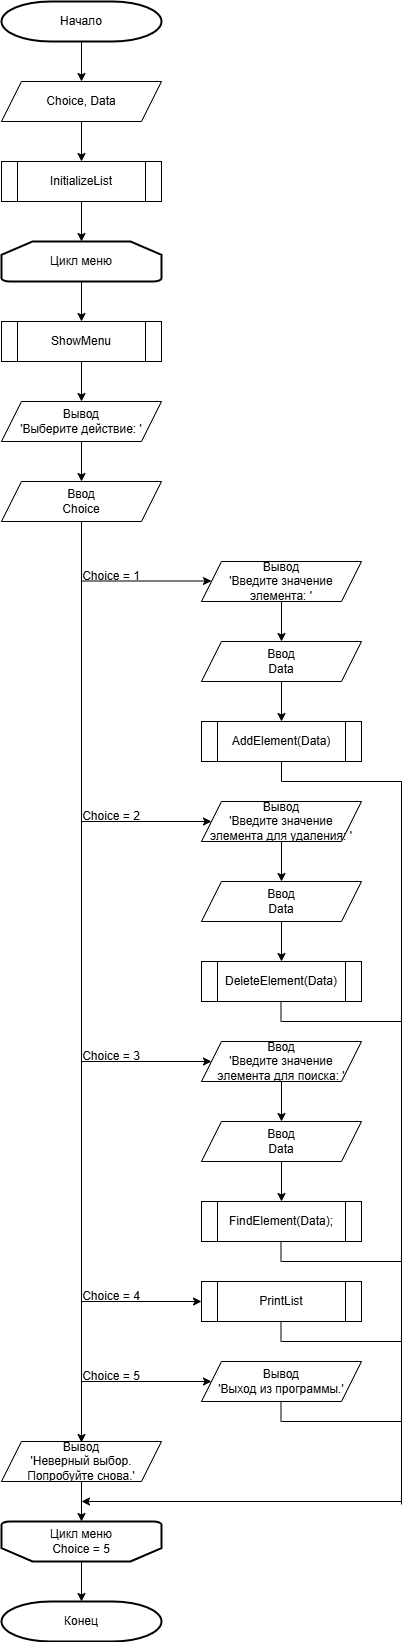 Начало
Choice, Data
InitializeList
Цикл меню
ShowMenu
Вывод
'Выберите действие: '
Ввод
Choice
Choice = 1
Вывод
'Введите значение
элемента: '
Ввод
Data
AddElement(Data)
Choice = 2
Вывод
'Введите значение
элемента для удаления: '
Ввод
Data
DeleteElement(Data)
Choice = 3
Ввод
'Введите значение
элемента для поиска: '
Ввод
Data
FindElement(Data);
Choice = 4
PrintList
Choice = 5
Вывод
'Выход из программы.'
Вывод
'Неверный выбор.
Попробуйте снова.'
Цикл меню
Choice = 5
Конец